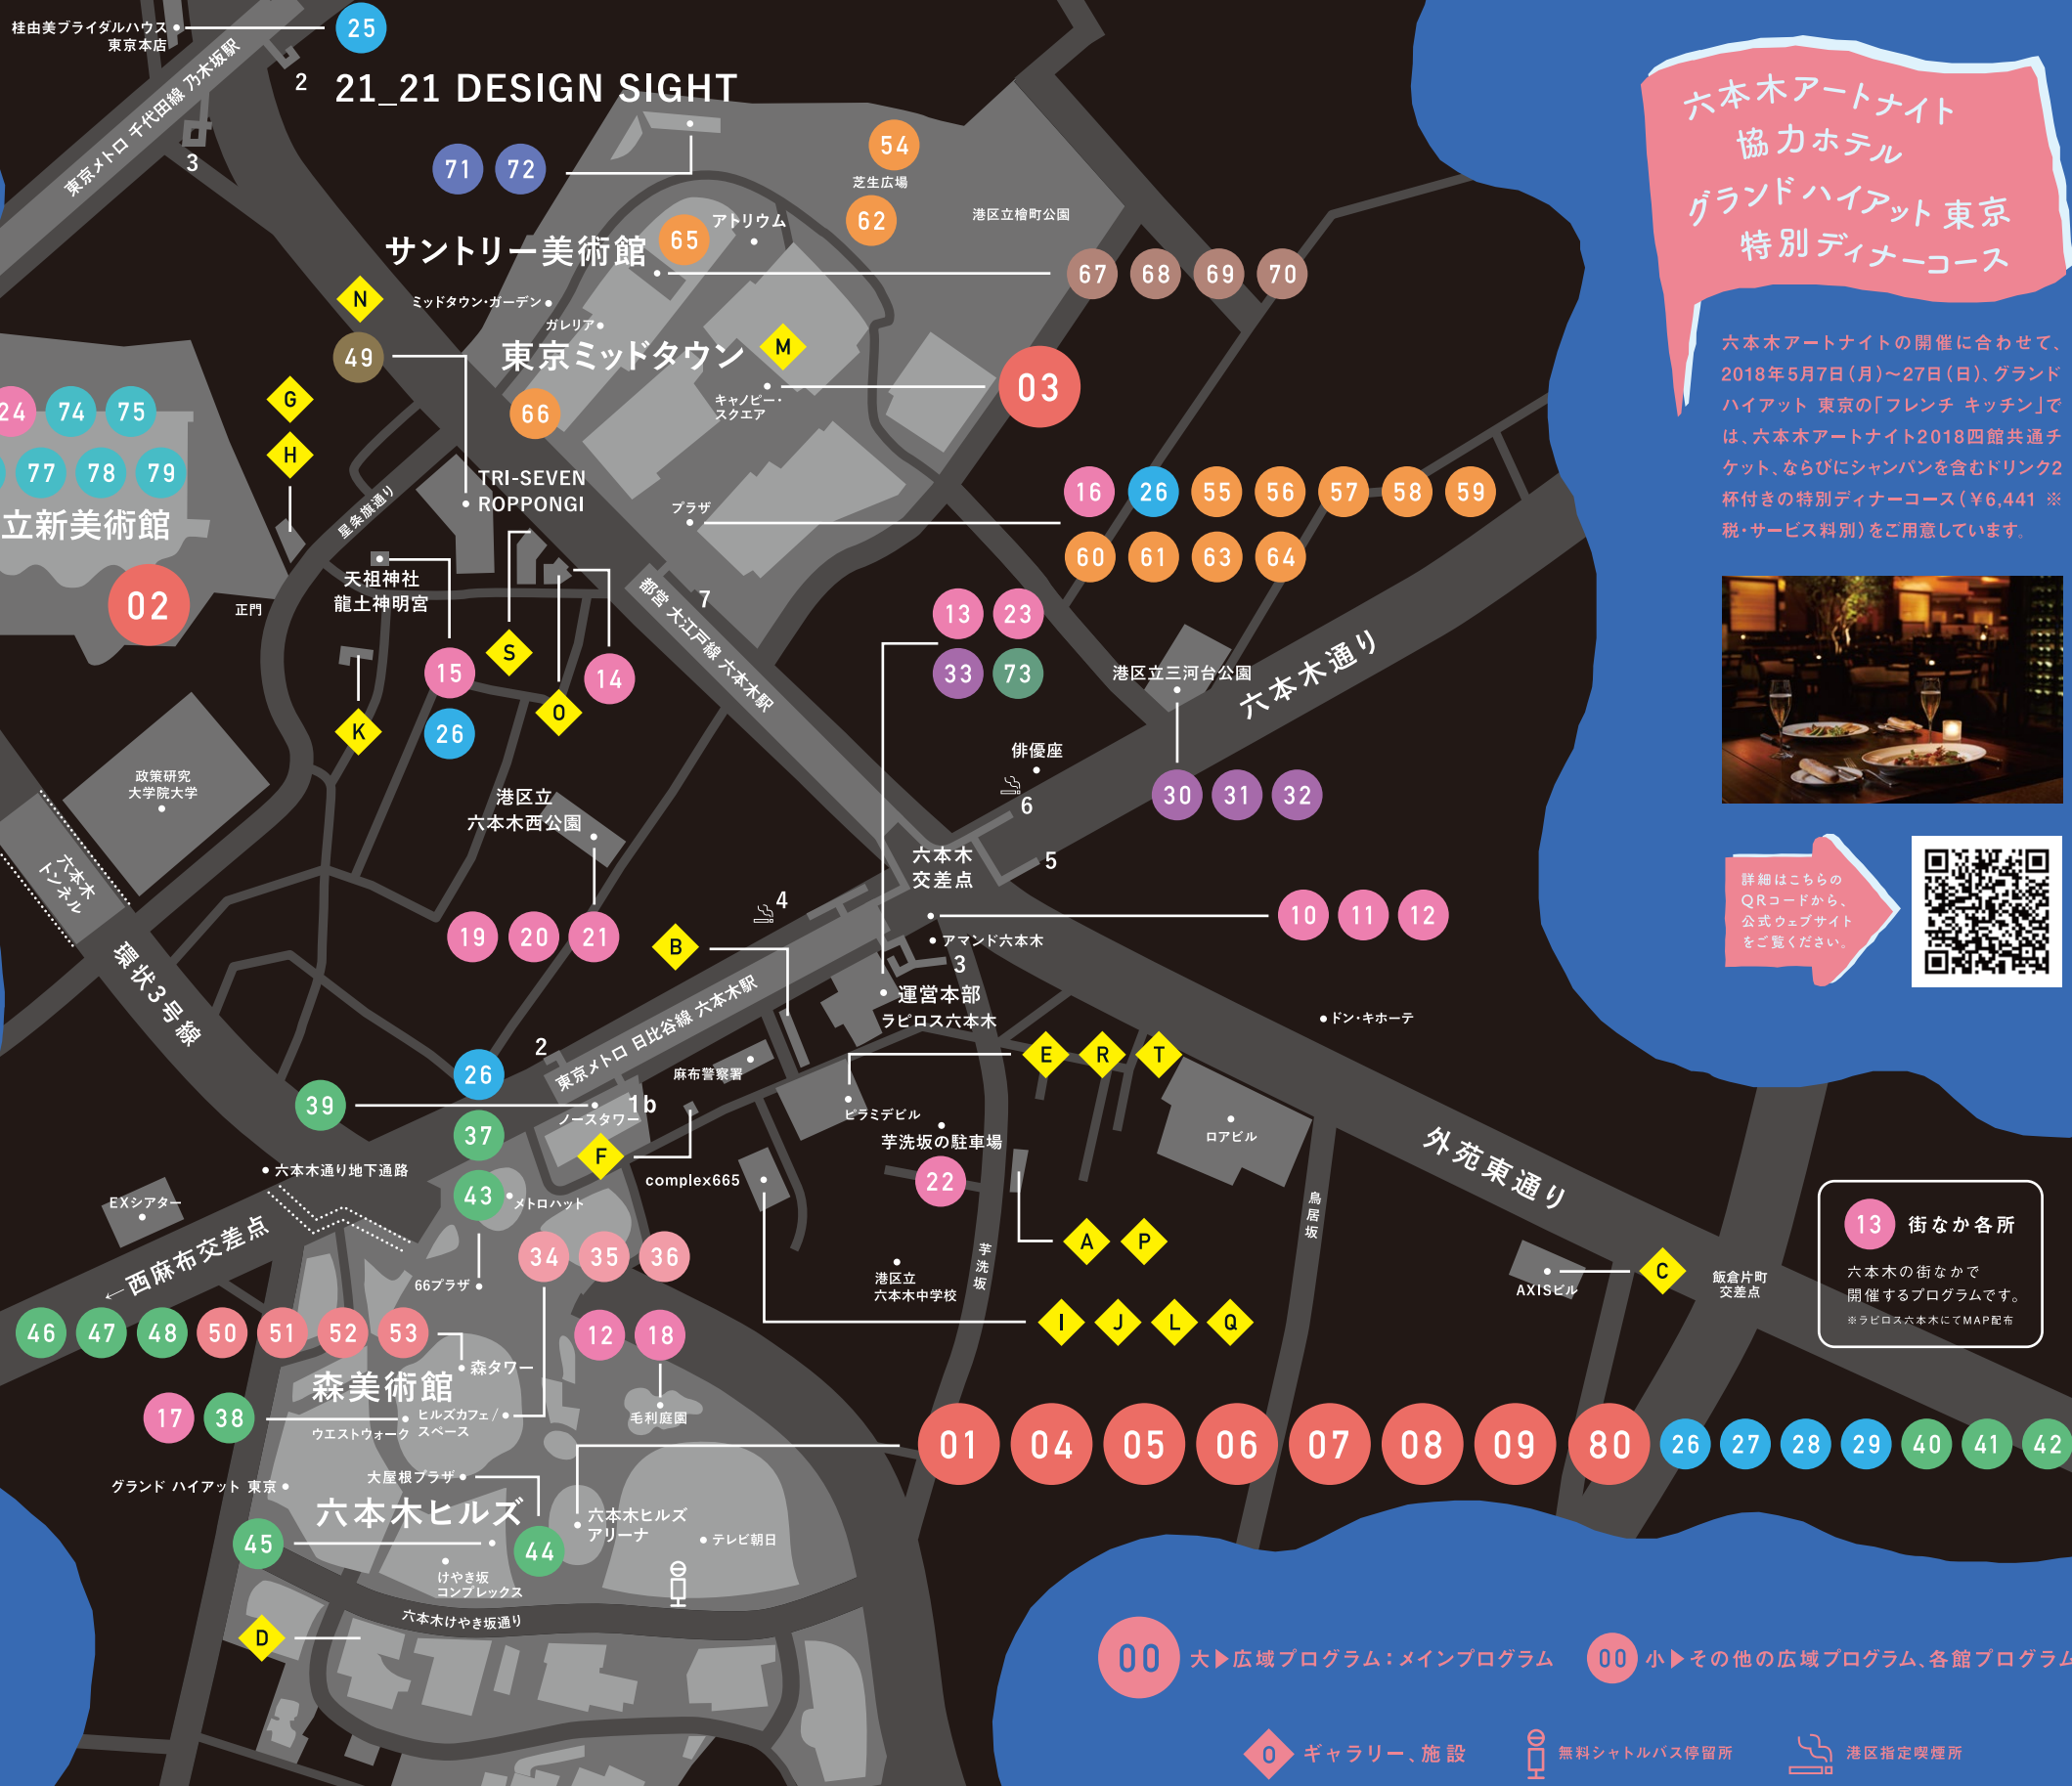 桂由美ブライダルハウス
東京本店
25
東京メトロ 千代田線 乃木坂駅
2
3
21_21 DESIGN SIGHT
71 72
54
芝生広場
62
港区立檜町公園
65
アトリウム
サントリー美術館
67 68 69 70
N
49
ミッドタウン・ガーデン
ガレリア
東京ミッドタウン
M
キャノピー・
スクエア
03
66
24 74 75
77 78 79
立新美術館
02
正門
G
H
星条旗通り
TRI-SEVEN
ROPPONGI
天祖神社
龍土神明宮
プラザ
16 26 55 56 57 58 59
60 61 63 64
都営 大江戸線 六本木駅
7
13 23
33 73
15
26
S
O
14
K
港区立三河台公園
30 31 32
六本木通り
俳優座
6
5
政策研究
大学院大学
六本木
トンネル
環状3号線
港区立
六本木西公園
19 20 21
B
4
六本木
交差点
10 11 12
アマンド六本木
3
運営本部
ラピロス六本木
ドン・キホーテ
東京メトロ 日比谷線 六本木駅
2
26
39
37
43
ノースタワー
1b
F
麻布警察署
E R T
ピラミデビル
芋洗坂の駐車場
22
complex665
ロアビル
外苑東通り
鳥居坂
芋洗坂
六本木通り地下通路
EXシアター
←西麻布交差点
メトロハット
66プラザ
34 35 36
12 18
A P
港区立
六本木中学校
I J L Q
AXISビル
C
飯倉片町
交差点
46 47 48 50 51 52 53
森タワー
森美術館
17 38
ウエストウォーク
ヒルズカフェ/
スペース
毛利庭園
01 04 05 06 07 08 09 80 26 27 28 29 40 41 42
グランド ハイアット 東京
大屋根プラザ
六本木ヒルズ
45
44
六本木ヒルズ
アリーナ
テレビ朝日
けやき坂
コンプレックス
六本木けやき坂通り
D
六本木アートナイト
協力ホテル
グランド ハイアット 東京
特別ディナーコース
六本木アートナイトの開催に合わせて、
2018年5月7日(月)〜27日(日)、グランド
ハイアット 東京の「フレンチ キッチン」で
は、六本木アートナイト2018四館共通チ
ケット、ならびにシャンパンを含むドリンク2
杯付きの特別ディナーコース(¥6,441 ※
税・サービス料別)をご用意しています。
詳細はこちらの
QRコードから、
公式ウェブサイト
をご覧ください。
13 街なか各所
六本木の街なかで
開催するプログラムです。
※ラピロス六本木にてMAP配布
00 大▶広域プログラム:メインプログラム
00 小▶その他の広域プログラム、各館プログラム
0 ギャラリー、施設
無料シャトルバス停留所
港区指定喫煙所